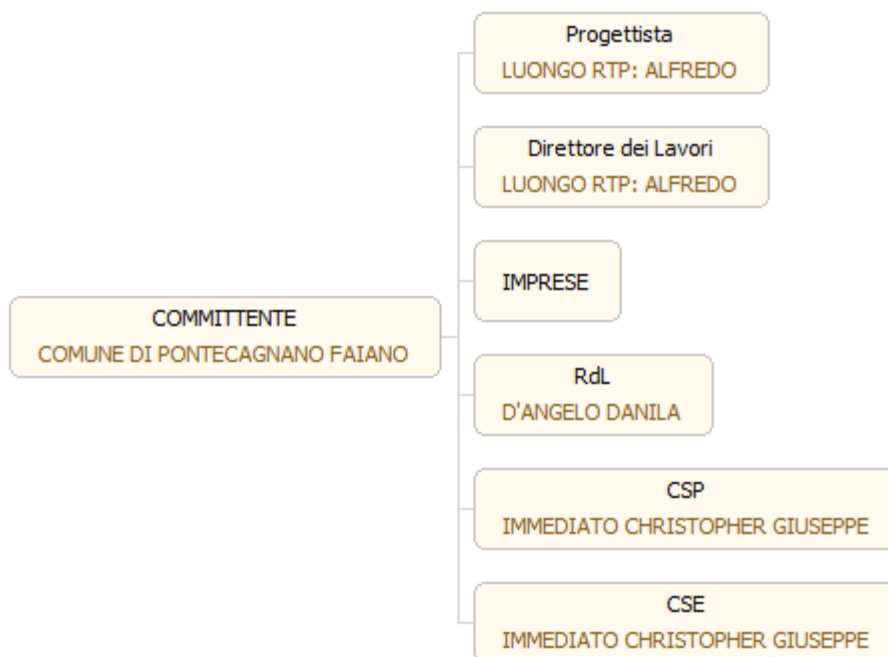 Progettista
LUONGO RTP: ALFREDO
Direttore dei Lavori
LUONGO RTP: ALFREDO
IMPRESE
COMMITTENTE
COMUNE DI PONTECAGNANO FAIANO
RdL
D'ANGELO DANILA
CSP
IMMEDIATO CHRISTOPHER GIUSEPPE
CSE
IMMEDIATO CHRISTOPHER GIUSEPPE